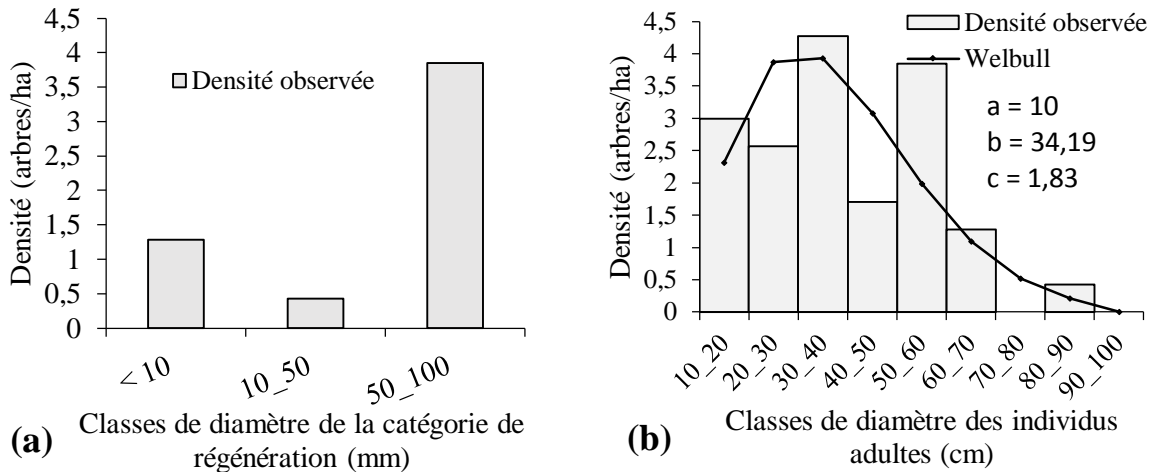 4,5
4
3,5
3
2,5
2
1,5
1
0,5
0
Densité (arbres/ha)
Densité observée
< 10
10_50
50_100
(a)
Classes de diamètre de la catégorie de
régénération (mm)
4,5
4
3,5
3
2,5
2
1,5
1
0,5
0
Densité (arbres/ha)
Densité observée
Welbull
a = 10
b = 34,19
c = 1,83
10_20
20_30
30_40
40_50
50_60
60_70
70_80
80_90
90_100
(b)
Classes de diamètre des individus
adultes (cm)